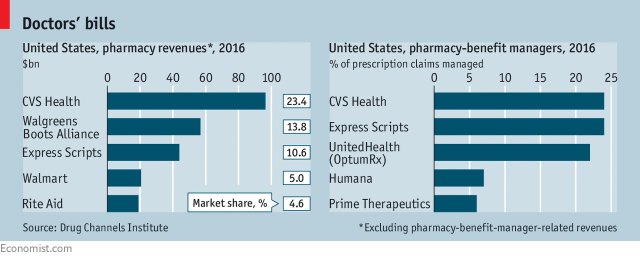 Doctors' bills
United States, pharmacy revenues*, 2016
$bn
0 20 40 60 80 100
CVS Health 23.4
Walgreens
Boots Alliance 13.8
Express Scripts 10.6
Walmart 5.0
Rite Aid Market share, % 4.6
United States, pharmacy-benefit managers, 2016
% of prescription claims managed
0 5 10 15 20 25
CVS Health
Express Scripts
UnitedHealth
(OptumRx)
Humana
Prime Therapeutics
Source: Drug Channels Institute
*Excluding pharmacy-benefit-manager-related revenues
Economist.com